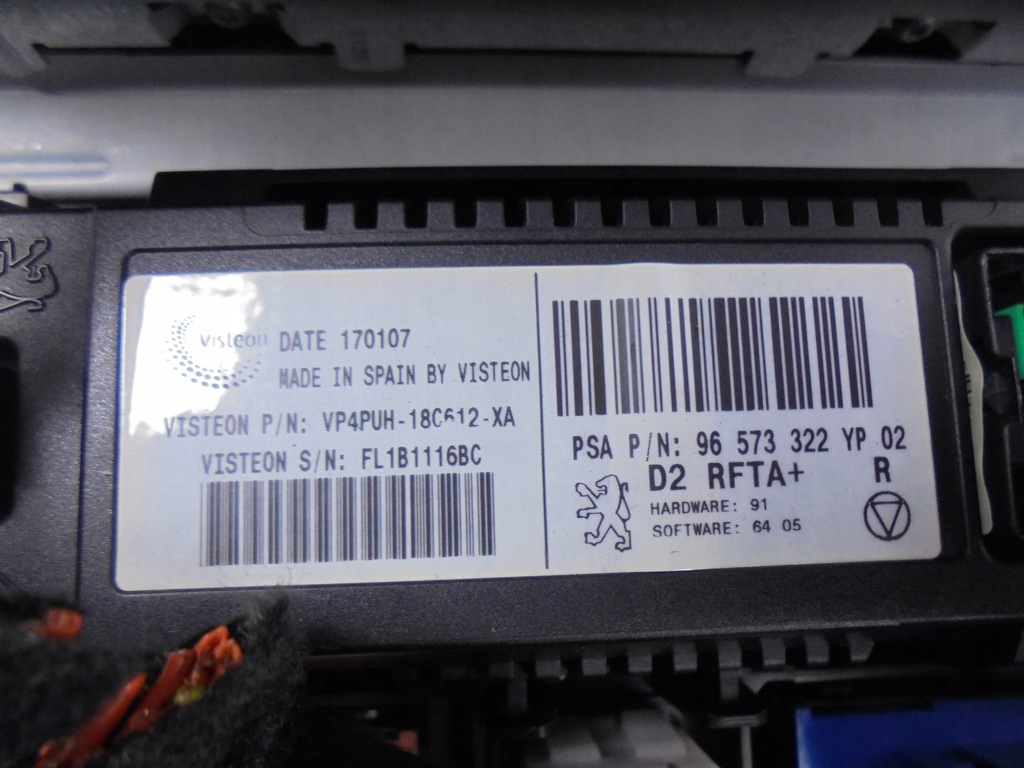 Visteon
DATE 170107
MADE IN SPAIN BY VISTEON
VISTEON P/N: VP4PUH-18C612-XA
VISTEON S/N: FL1B1116BC
PSA P/N: 96 573 322 YP 02
D2 RFTA+ R
HARDWARE: 91
SOFTWARE: 64 05